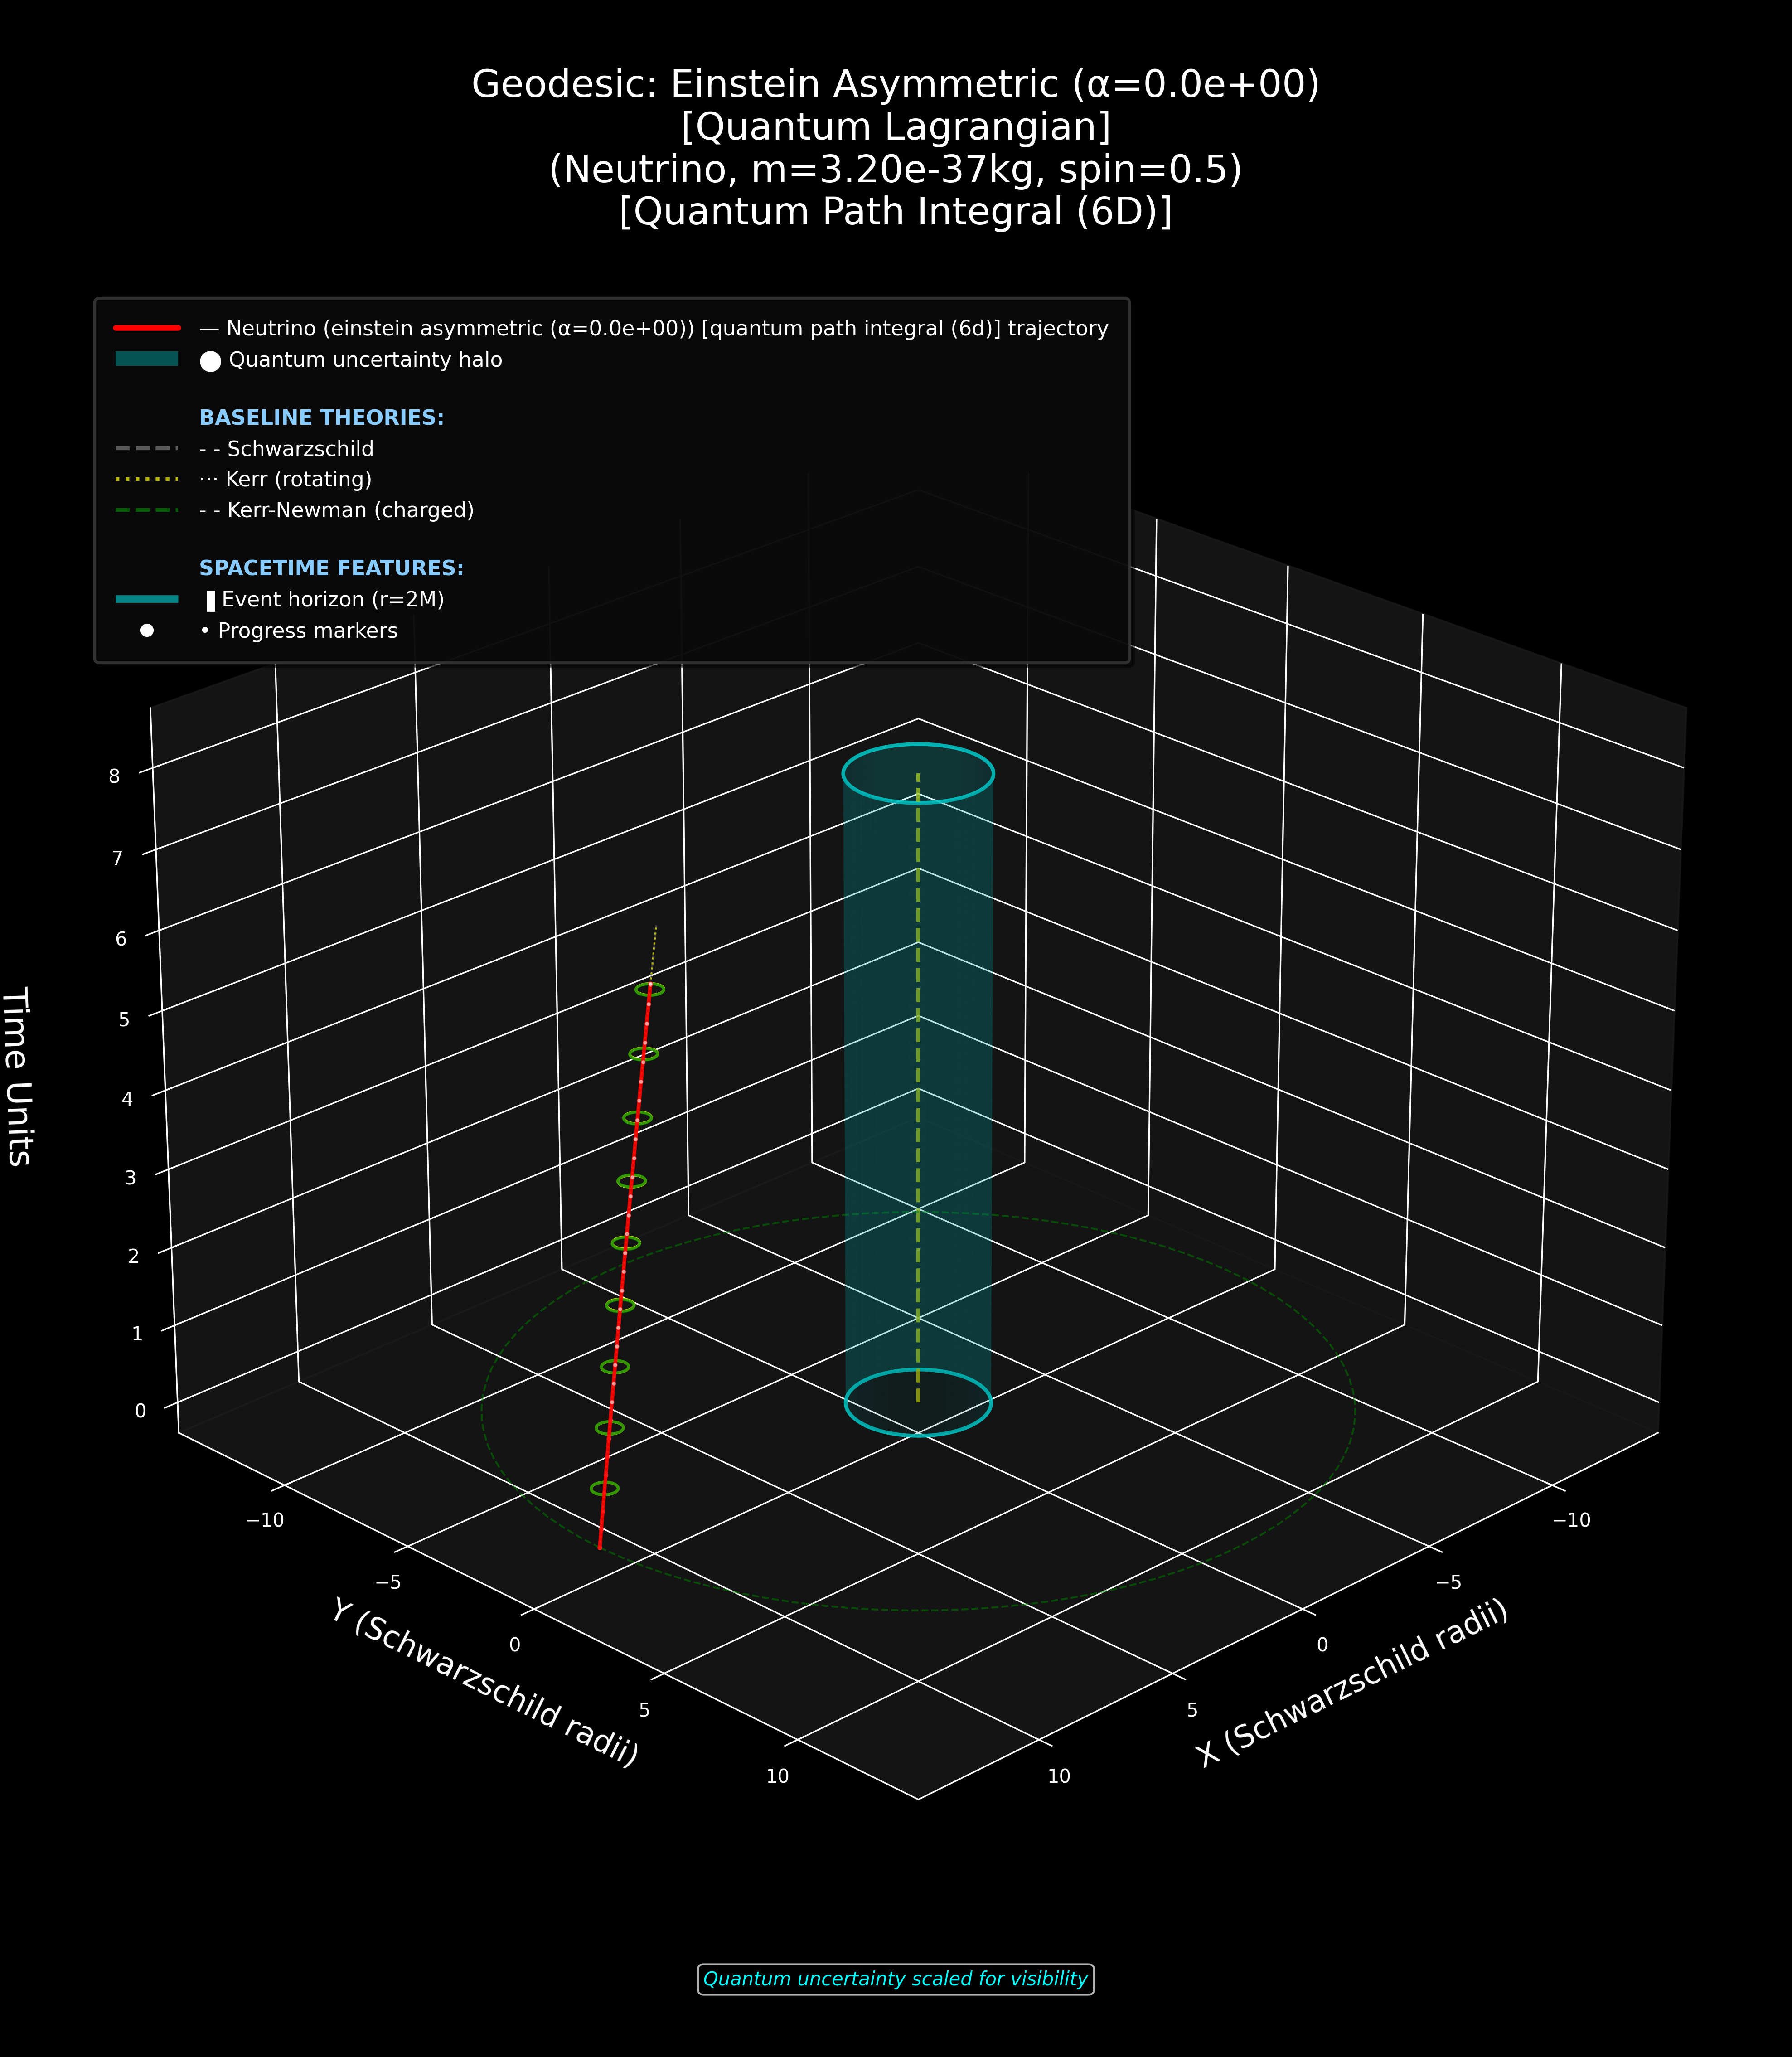 Geodesic: Einstein Asymmetric (α=0.0e+00)
[Quantum Lagrangian]
(Neutrino, m=3.20e-37kg, spin=0.5)
[Quantum Path Integral (6D)]
— Neutrino (einstein asymmetric (α=0.0e+00)) [quantum path integral (6d)] trajectory
● Quantum uncertainty halo
BASELINE THEORIES:
- - Schwarzschild
··· Kerr (rotating)
- - Kerr-Newman (charged)
SPACETIME FEATURES:
▐ Event horizon (r=2M)
• Progress markers
8
7
6
5
4
3
2
1
0
Time Units
−10
−5
0
5
10
Y (Schwarzschild radii)
−10
−5
0
5
10
X (Schwarzschild radii)
Quantum uncertainty scaled for visibility